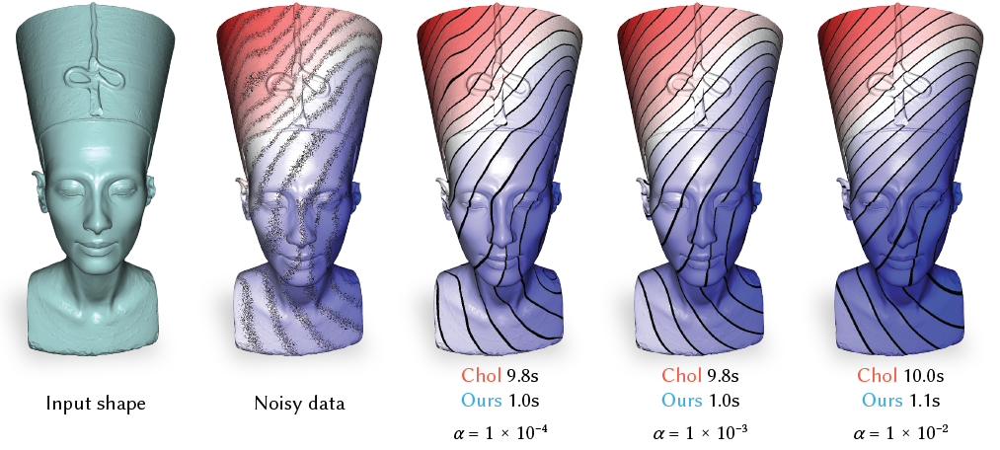 Input shape
Noisy data
Chol 9.8s
Ours 1.0s
α = 1 × 10⁻⁴
Chol 9.8s
Ours 1.0s
α = 1 × 10⁻³
Chol 10.0s
Ours 1.1s
α = 1 × 10⁻²